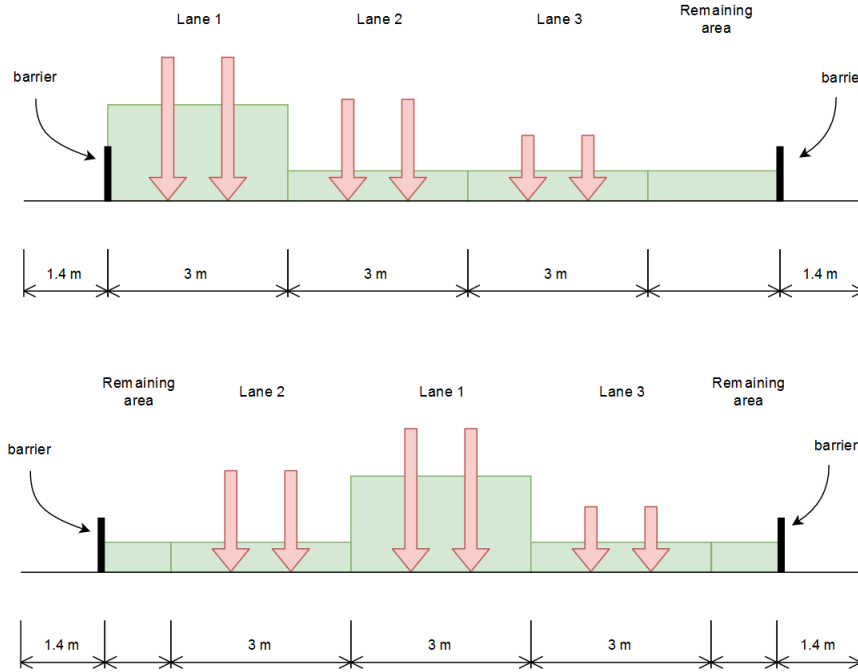 Lane 1
Lane 2
Lane 3
Remaining
area
barrier
barrie
1.4 m
3 m
3 m
3 m
1.4 m
Remaining
area
Lane 2
Lane 1
Lane 3
Remaining
area
barrier
barrier
1.4 m
3 m
3 m
3 m
1.4 m